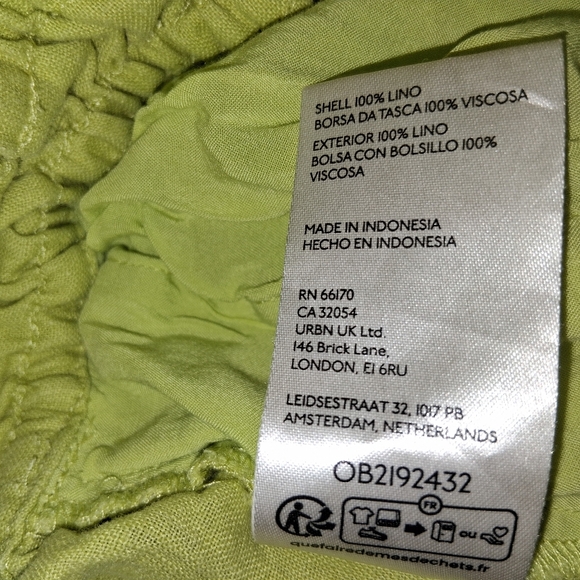 SHELL 100% LINO
BORSA DA TASCA 100% VISCOSA
EXTERIOR 100% LINO
BOLSA CON BOLSILLO 100%
VISCOSA
MADE IN INDONESIA
HECHO EN INDONESIA
RN 66170
CA 32054
URBN UK Ltd.
146 Brick Lane,
LONDON, E1 6RU
LEIDSESTRAAT 32, 1017 PB
AMSTERDAM, NETHERLANDS
OB2192432
FR
ou
quefairedemesdechets.fr